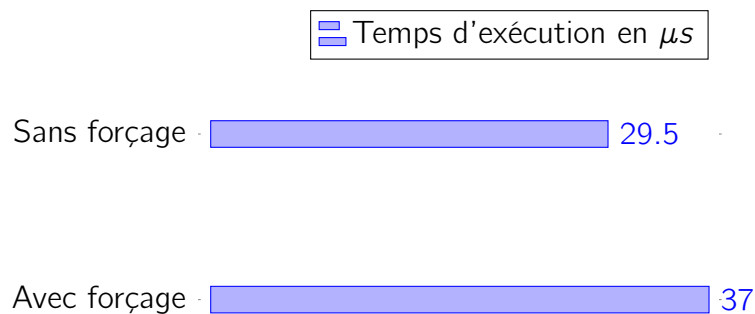 Temps d'exécution en μs
Sans forçage 29.5
Avec forçage 37